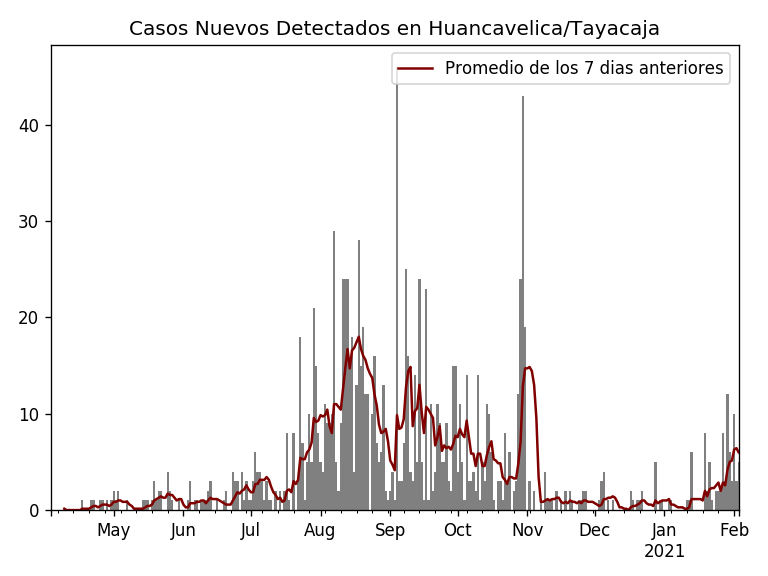 Casos Nuevos Detectados en Huancavelica/Tayacaja
Promedio de los 7 dias anteriores
40
30
20
10
0
May Jun Jul Aug Sep Oct Nov Dec Jan Feb
2021